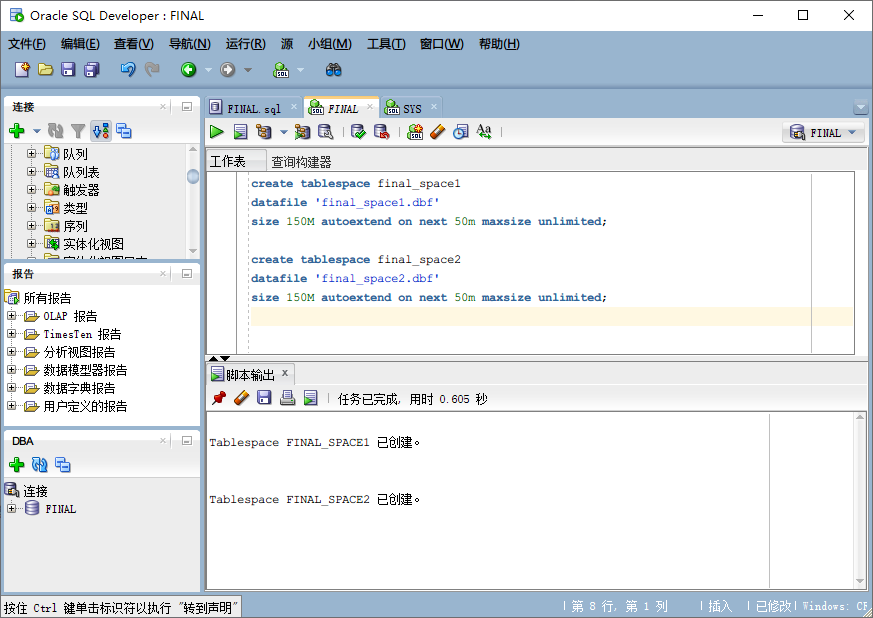 Oracle SQL Developer : FINAL
文件(F) 编辑(E) 查看(V) 导航(N) 运行(R) 源 小组(M) 工具(T) 窗口(W) 帮助(H)
连接
队列
队列表
触发器
类型
序列
实体化视图
报告
所有报告
OLAP 报告
TimesTen 报告
分析视图报告
数据模型器报告
数据字典报告
用户定义的报告
DBA
连接
FINAL
FINAL.sql FINAL SYS
FINAL
工作表 查询构建器
create tablespace final_space1
datafile 'final_space1.dbf'
size 150M autoextend on next 50m maxsize unlimited;
create tablespace final_space2
datafile 'final_space2.dbf'
size 150M autoextend on next 50m maxsize unlimited;
脚本输出
任务已完成, 用时 0.605 秒
Tablespace FINAL_SPACE1 已创建。
Tablespace FINAL_SPACE2 已创建。
按住 Ctrl 键单击标识符以执行 "转到声明"
第 8 行, 第 1 列 插入 已修改 Windows: CR